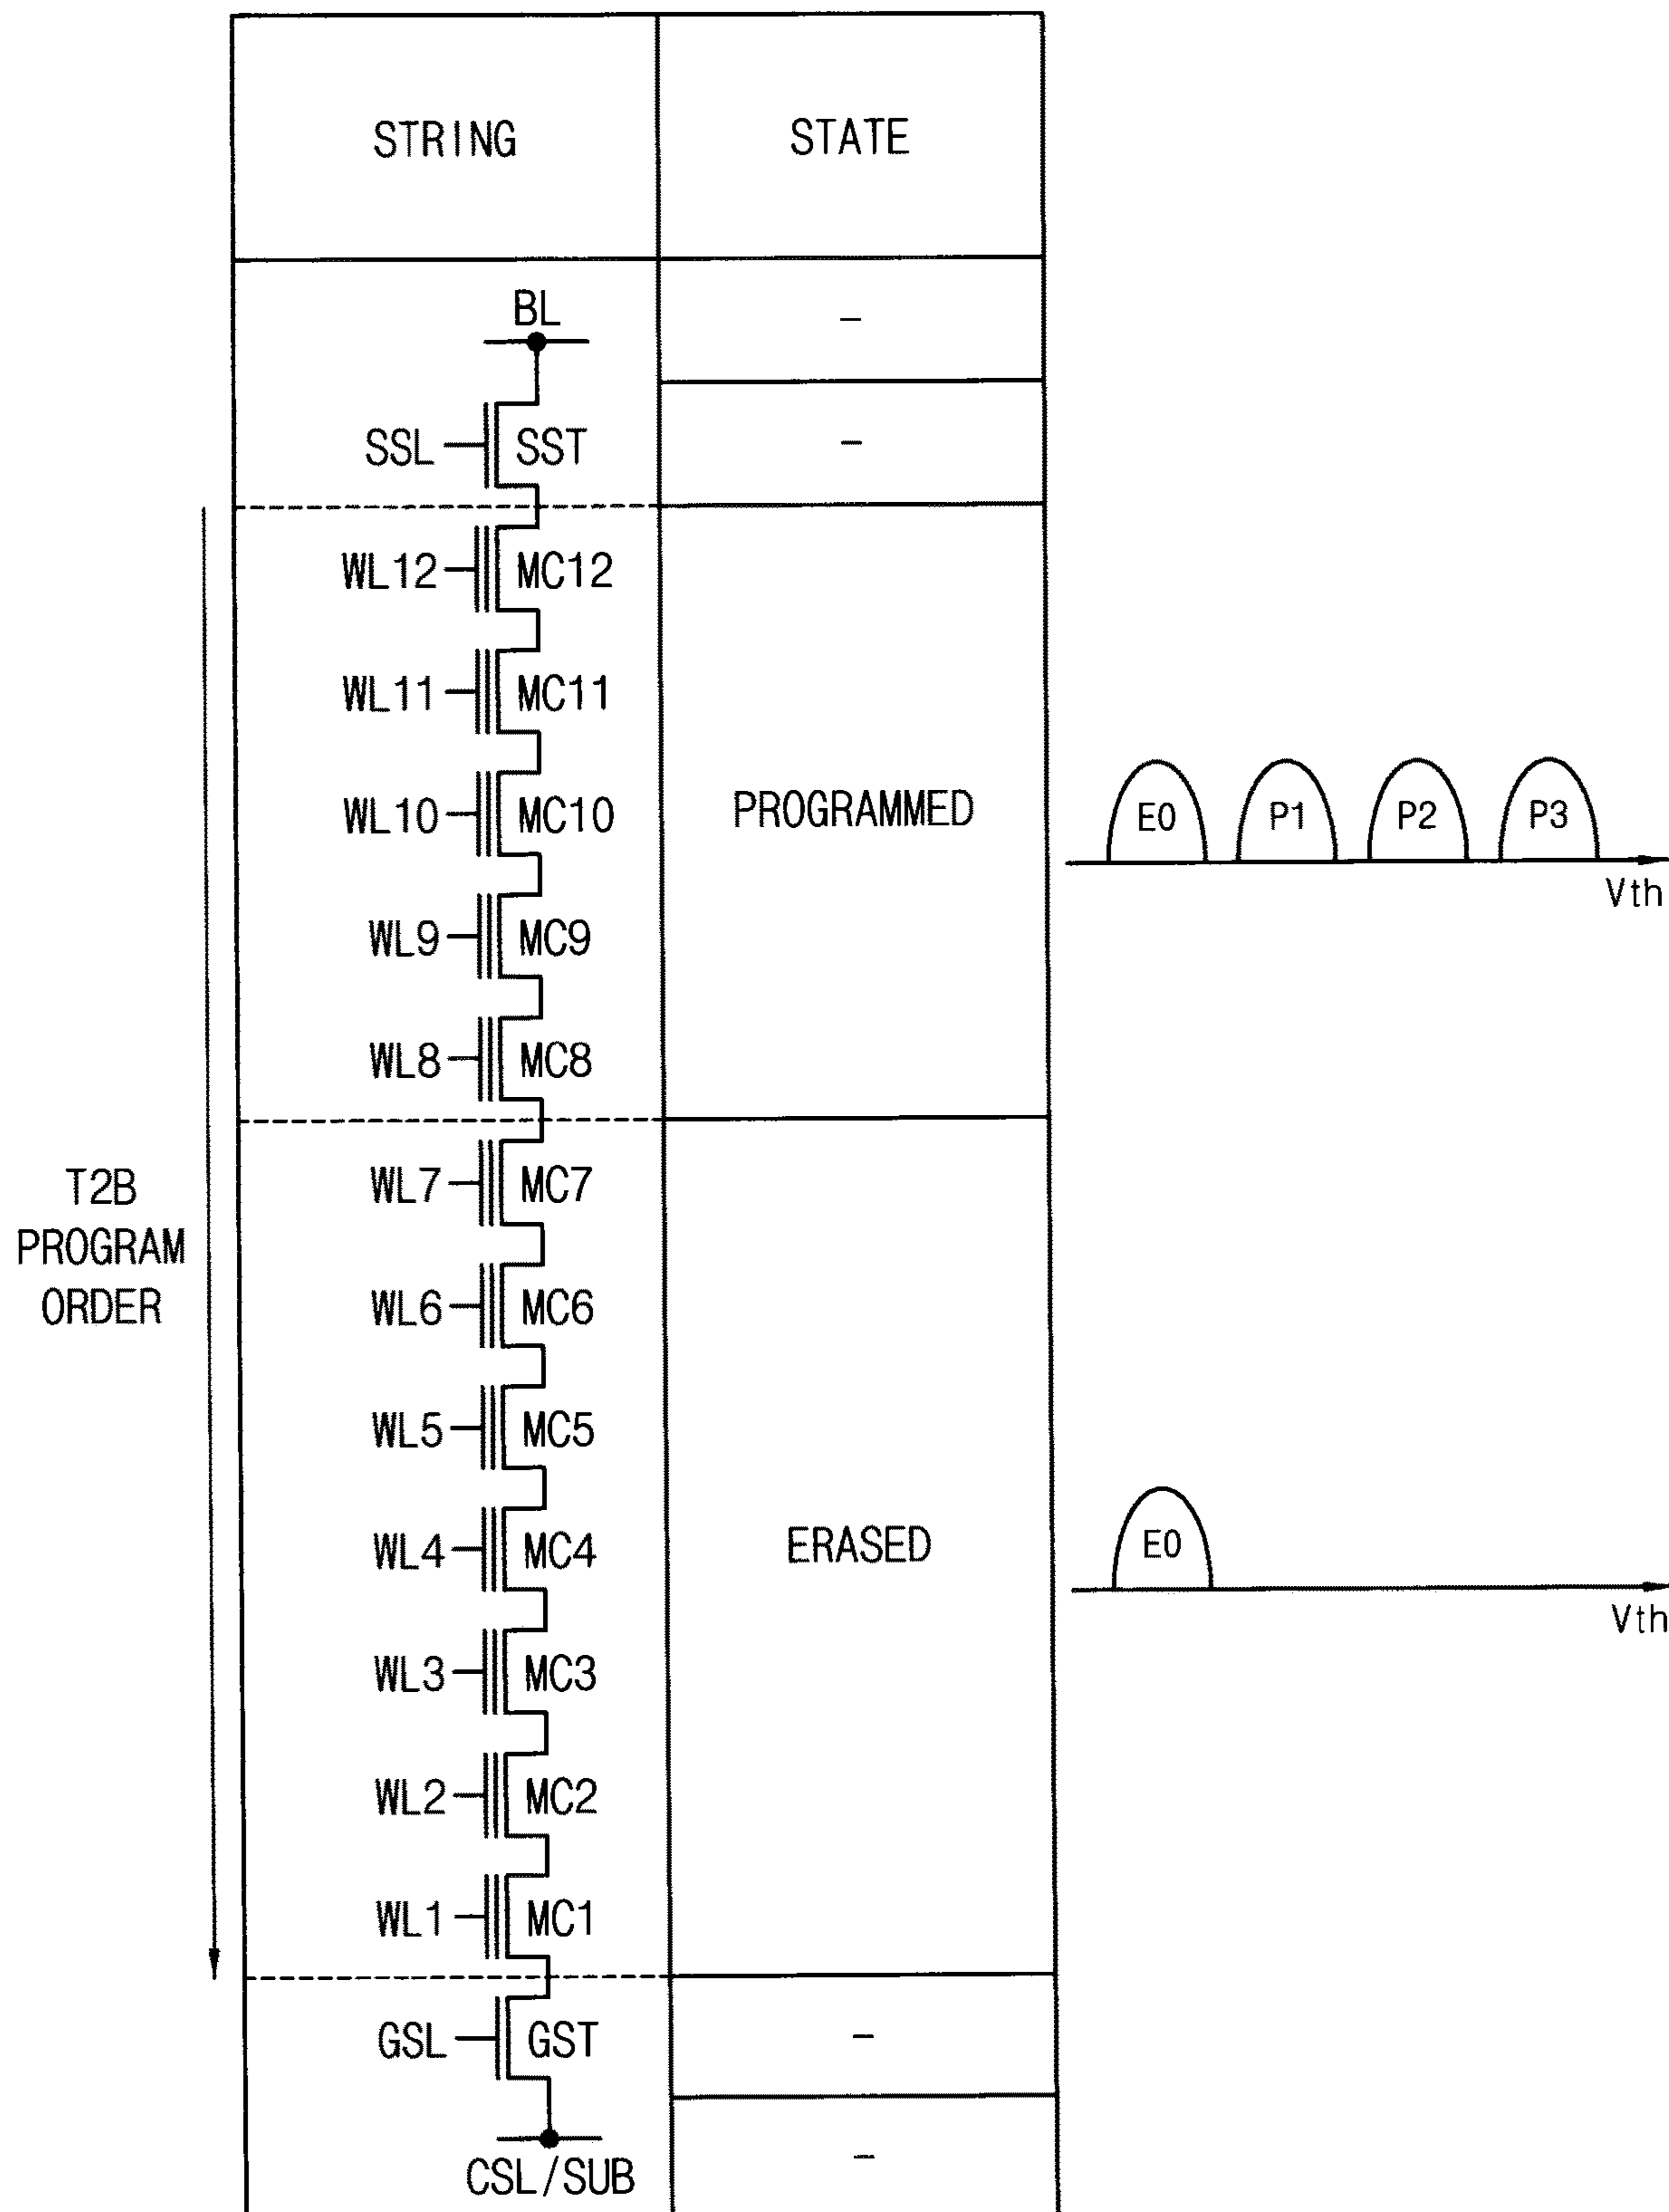 STRING STATE
BL –
SSL SST –
WL12 MC12
WL11 MC11
WL10 MC10 PROGRAMMED E0 P1 P2 P3
Vth
WL9 MC9
WL8 MC8
WL7 MC7
T2B
PROGRAM
ORDER
WL6 MC6
WL5 MC5
WL4 MC4 ERASED E0
Vth
WL3 MC3
WL2 MC2
WL1 MC1
GSL GST –
CSL/SUB –